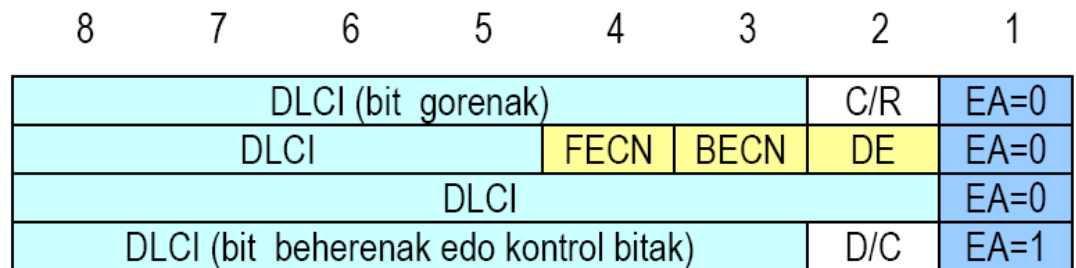 8 7 6 5 4 3 2 1
DLCI (bit gorenak) C/R EA=0
DLCI FECN BECN DE EA=0
DLCI EA=0
DLCI (bit beherenak edo kontrol bitak) D/C EA=1